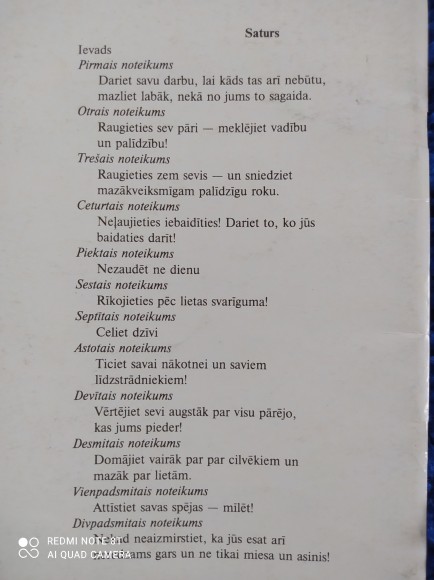 Saturs
Ievads
Pirmais noteikums
Dariet savu darbu, lai kāds tas arī nebūtu,
mazliet labāk, nekā no jums to sagaida.
Otrais noteikums
Raugieties sev pāri — meklējiet vadību
un palīdzību!
Trešais noteikums
Raugieties zem sevis — un sniedziet
mazākveiksmīgam palīdzīgu roku.
Ceturtais noteikums
Neļaujieties iebaidīties! Dariet to, ko jūs
baidaties darīt!
Piektais noteikums
Nezaudēt ne dienu
Sestais noteikums
Rīkojieties pēc lietas svarīguma!
Septītais noteikums
Celiet dzīvi
Astotais noteikums
Ticiet savai nākotnei un saviem
līdzstrādniekiem!
Devītais noteikums
Vērtējiet sevi augstāk par visu pārējo,
kas jums pieder!
Desmitais noteikums
Domājiet vairāk par par cilvēkiem un
mazāk par lietām.
Vienpadsmitais noteikums
Attīstiet savas spējas — mīlēt!
Divpadsmitais noteikums
neaizmirstiet, ka jūs esat arī
gars un ne tikai miesa un asinis!
REDMI NOTE 8T
AI QUAD CAMERA